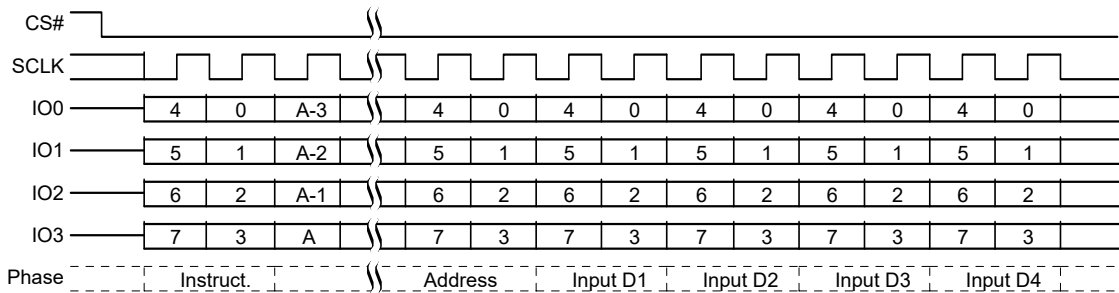 CS#
SCLK
IO0 4 0 A-3 4 0 4 0 4 0 4 0 4 0
IO1 5 1 A-2 5 1 5 1 5 1 5 1 5 1
IO2 6 2 A-1 6 2 6 2 6 2 6 2 6 2
IO3 7 3 A 7 3 7 3 7 3 7 3 7 3
Phase Instruct. Address Input D1 Input D2 Input D3 Input D4